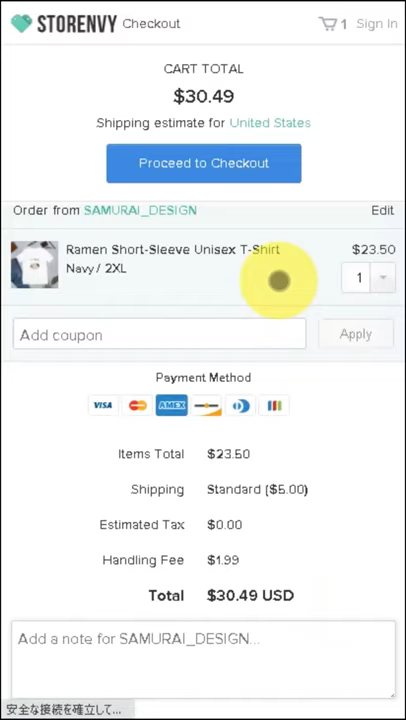 STORENVY Checkout 1 Sign In
CART TOTAL
$30.49
Shipping estimate for United States
Proceed to Checkout
Order from SAMURAI_DESIGN Edit
Ramen Short-Sleeve Unisex T-Shirt $23.50
Navy / 2XL 1
Add coupon Apply
Payment Method
VISA AMEX
Items Total $23.50
Shipping Standard ($5.00)
Estimated Tax $0.00
Handling Fee $1.99
Total $30.49 USD
Add a note for SAMURAI_DESIGN...
安全な接続を確立して...